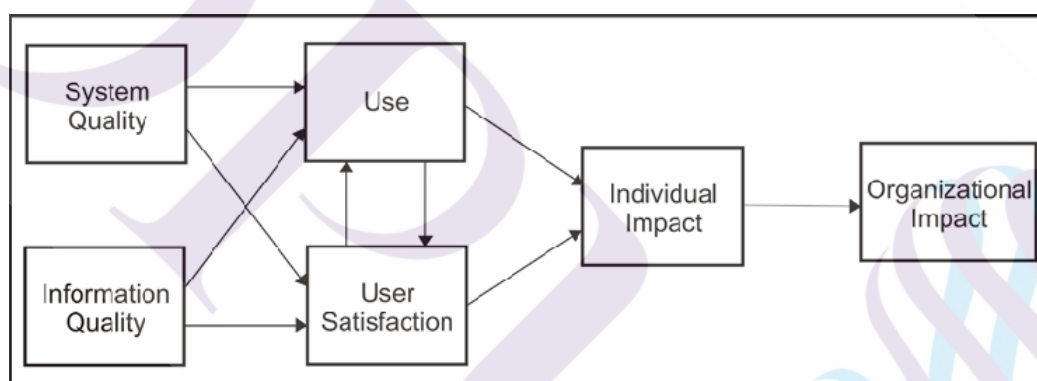 System
Quality
Use
Individual
Impact
Organizational
Impact
Information
Quality
User
Satisfaction